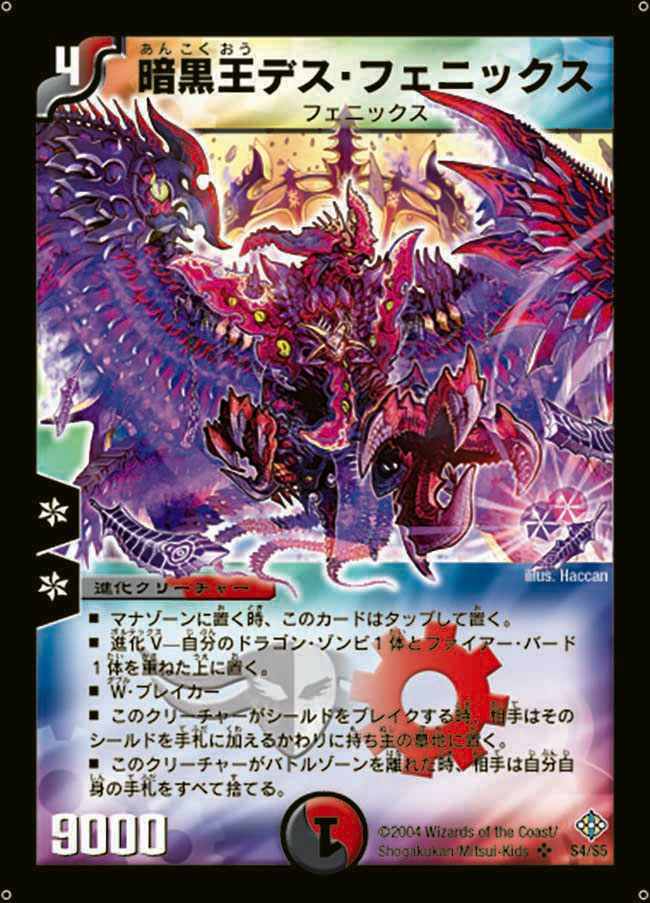 4
あんこくおう
暗黒王デス・フェニックス
フェニックス
illus. Haccan
進化クリーチャー
■ マナゾーンに置く時、このカードはタップして置く。
■ 進化V—自分のドラゴン・ゾンビ1体とファイアー・バード
1体を重ねた上に置く。
■ W・ブレイカー
■ このクリーチャーがシールドをブレイクする時、相手はその
シールドを手札に加えるかわりに持ち主の墓地に置く。
■ このクリーチャーがバトルゾーンを離れた時、相手は自分自
身の手札をすべて捨てる。
9000
1
©2004 Wizards of the Coast/
Shogakukan/Mitsui-Kids
S4/S5